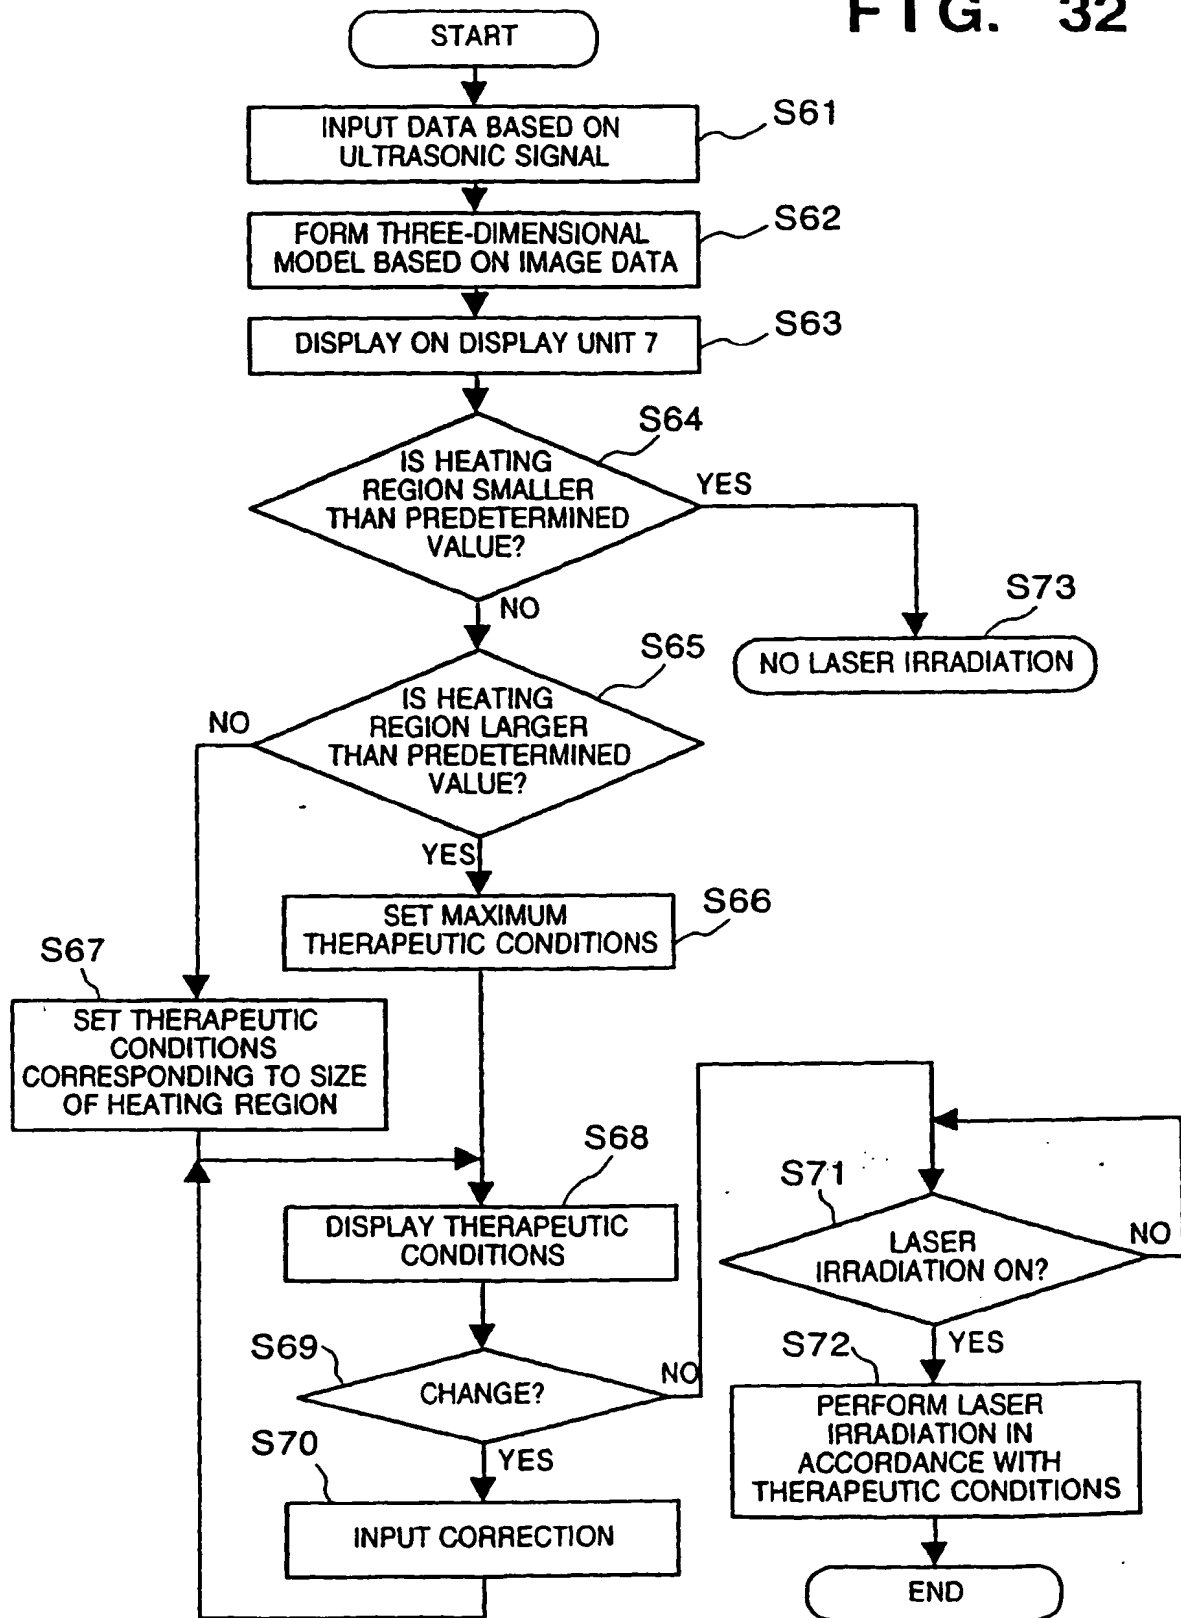 FIG. 32
START
S61
INPUT DATA BASED ON
ULTRASONIC SIGNAL
S62
FORM THREE-DIMENSIONAL
MODEL BASED ON IMAGE DATA
S63
DISPLAY ON DISPLAY UNIT 7
S64
IS HEATING
REGION SMALLER
THAN PREDETERMINED
VALUE?
YES
NO
S73
NO LASER IRRADIATION
S65
IS HEATING
REGION LARGER
THAN PREDETERMINED
VALUE?
NO
YES
S66
SET MAXIMUM
THERAPEUTIC CONDITIONS
S67
SET THERAPEUTIC
CONDITIONS
CORRESPONDING TO SIZE
OF HEATING REGION
S68
DISPLAY THERAPEUTIC
CONDITIONS
S69
CHANGE?
NO
YES
S70
INPUT CORRECTION
S71
LASER
IRRADIATION ON?
NO
YES
S72
PERFORM LASER
IRRADIATION IN
ACCORDANCE WITH
THERAPEUTIC CONDITIONS
END